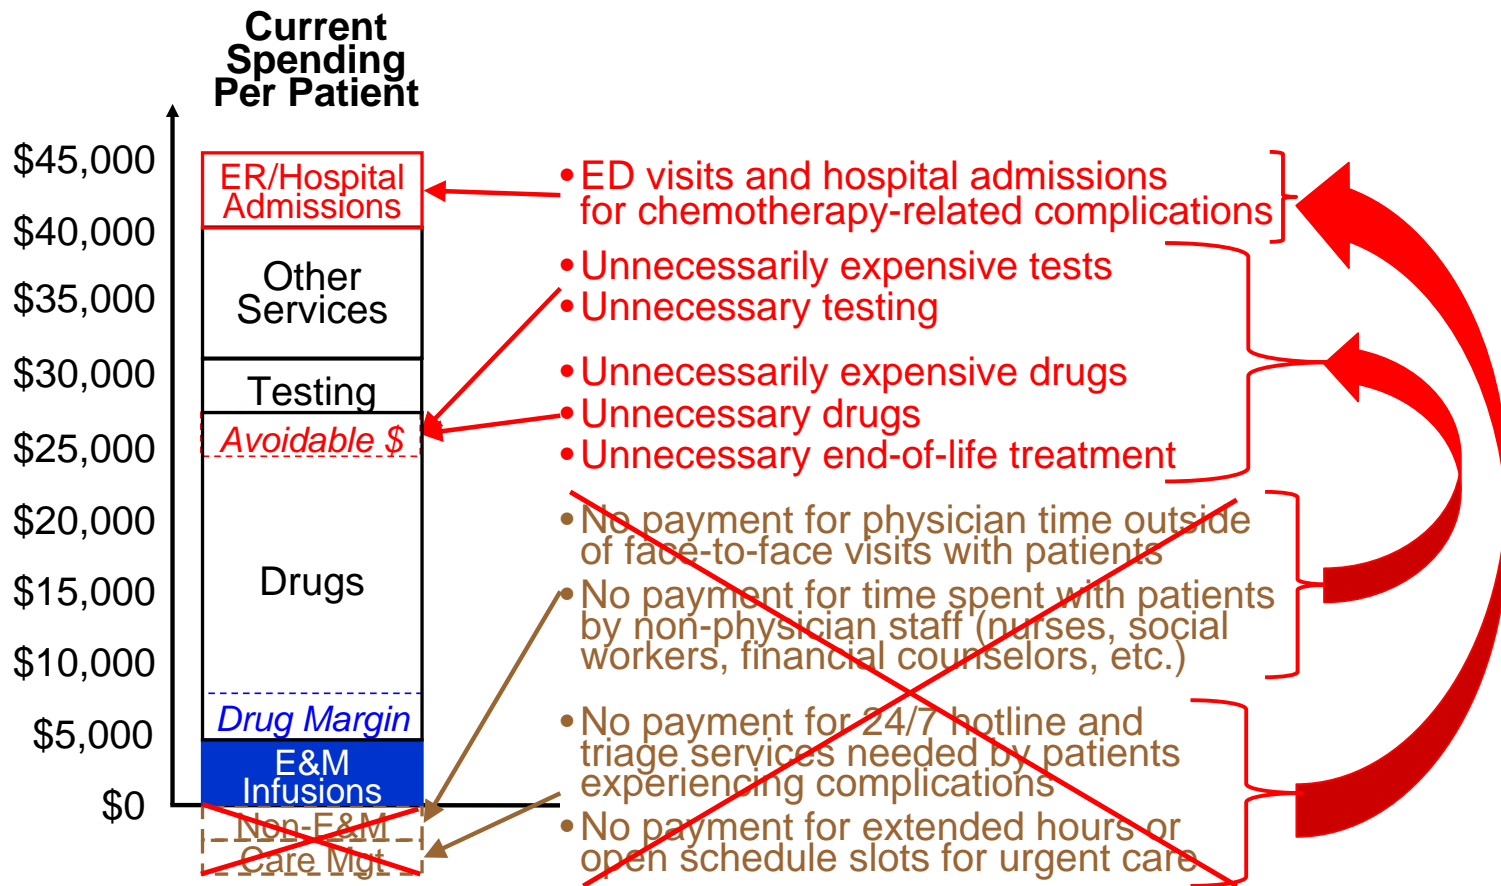 Current
Spending
Per Patient
$45,000
$40,000
$35,000
$30,000
$25,000
$20,000
$15,000
$10,000
$5,000
$0
ER/Hospital
Admissions
Other
Services
Testing
Avoidable $
Drugs
Drug Margin
E&M
Infusions
Non-E&M
Care Mgt
•ED visits and hospital admissions
for chemotherapy-related complications
•Unnecessarily expensive tests
•Unnecessary testing
•Unnecessarily expensive drugs
•Unnecessary drugs
•Unnecessary end-of-life treatment
•No payment for physician time outside
of face-to-face visits with patients
•No payment for time spent with patients
by non-physician staff (nurses, social
workers, financial counselors, etc.)
•No payment for 24/7 hotline and
triage services needed by patients
experiencing complications
•No payment for extended hours or
open schedule slots for urgent care